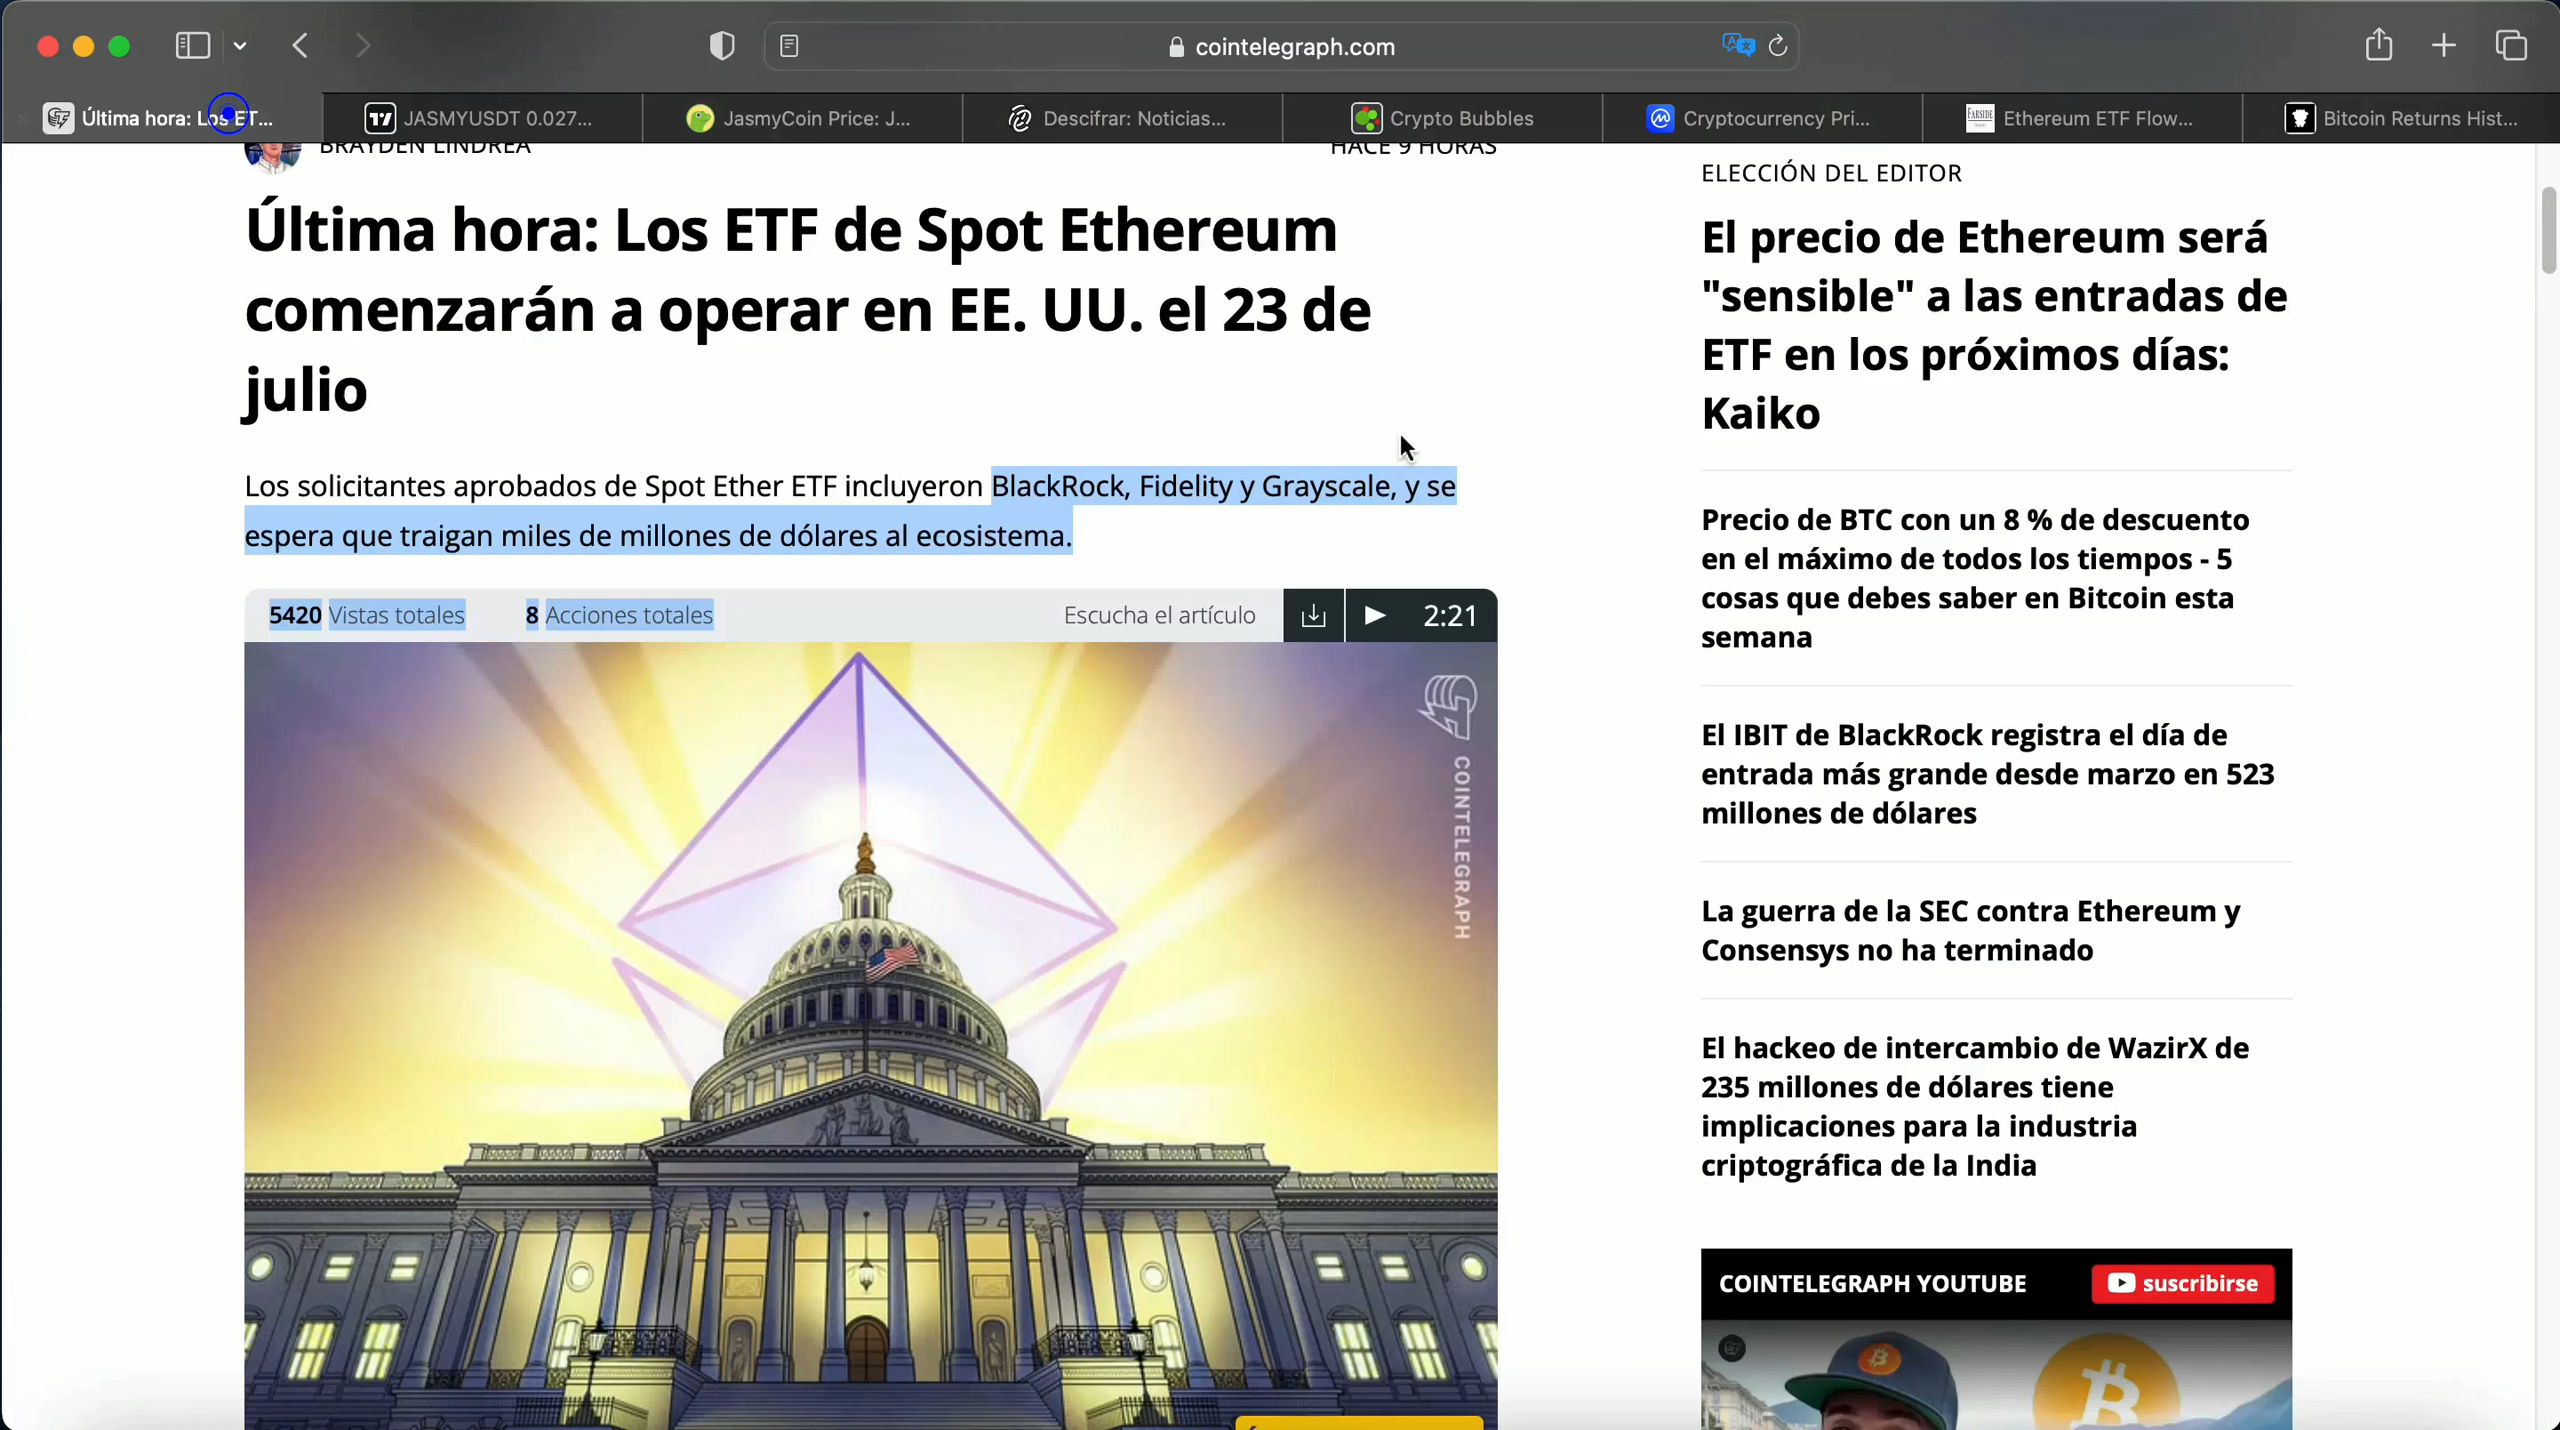 cointelegraph.com
Última hora: Los ET...
JASMYUSDT 0.027...
JasmyCoin Price: J...
Descifrar: Noticias...
Crypto Bubbles
Cryptocurrency Pri...
FARSIDE
Ethereum ETF Flow...
Bitcoin Returns Hist...
BRAYDEN LINDREA
HACE 9 HORAS
Última hora: Los ETF de Spot Ethereum
comenzarán a operar en EE. UU. el 23 de
julio
Los solicitantes aprobados de Spot Ether ETF incluyeron BlackRock, Fidelity y Grayscale, y se
espera que traigan miles de millones de dólares al ecosistema.
5420 Vistas totales
8 Acciones totales
Escucha el artículo
2:21
COINTELEGRAPH
ELECCIÓN DEL EDITOR
El precio de Ethereum será
"sensible" a las entradas de
ETF en los próximos días:
Kaiko
Precio de BTC con un 8 % de descuento
en el máximo de todos los tiempos - 5
cosas que debes saber en Bitcoin esta
semana
El IBIT de BlackRock registra el día de
entrada más grande desde marzo en 523
millones de dólares
La guerra de la SEC contra Ethereum y
Consensys no ha terminado
El hackeo de intercambio de WazirX de
235 millones de dólares tiene
implicaciones para la industria
criptográfica de la India
COINTELEGRAPH YOUTUBE
suscribirse